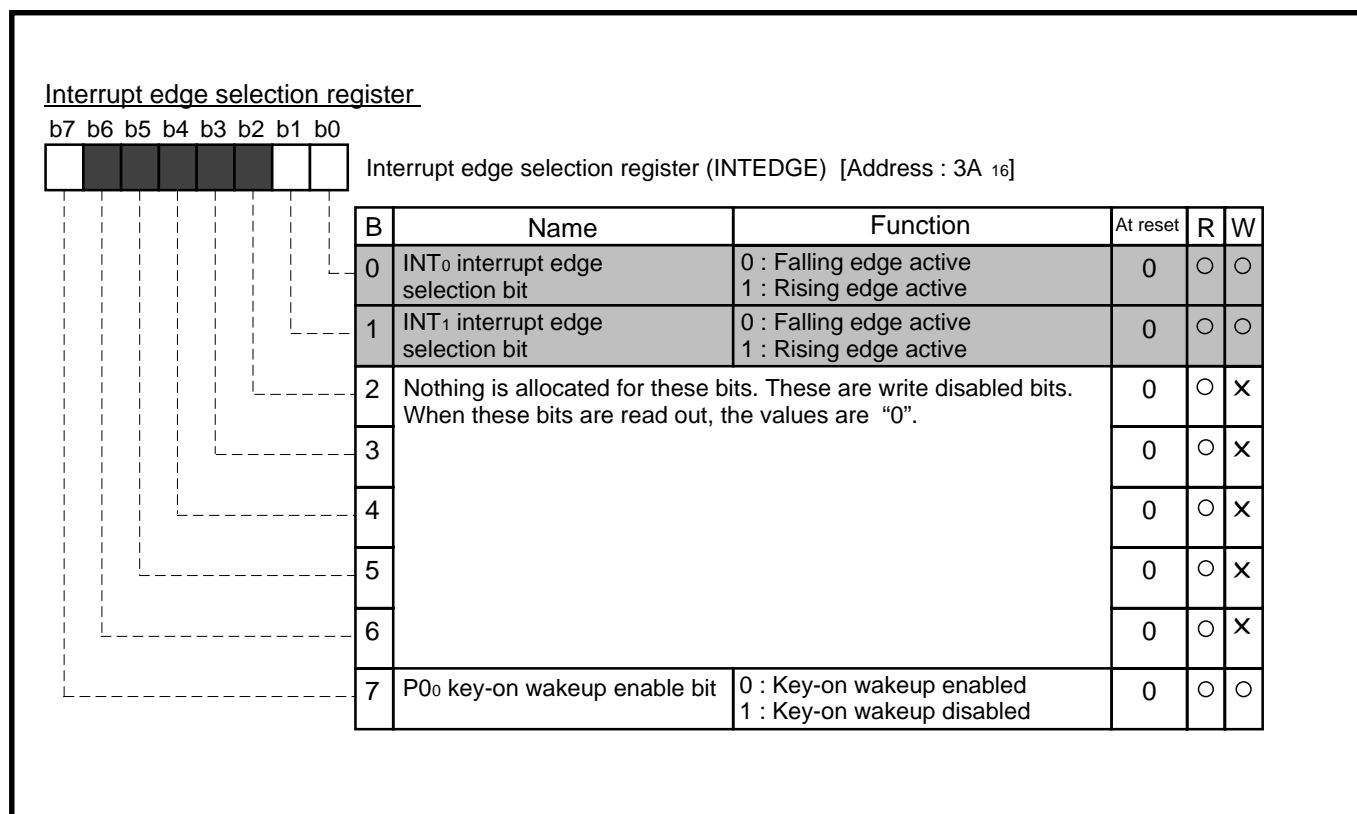 Interrupt edge selection register
b7 b6 b5 b4 b3 b2 b1 b0
Interrupt edge selection register (INTEDGE) [Address : 3A 16]
B Name Function At reset R W
0 INT0 interrupt edge selection bit 0 : Falling edge active 0 ○ ○
1 : Rising edge active
1 INT1 interrupt edge selection bit 0 : Falling edge active 0 ○ ○
1 : Rising edge active
2 Nothing is allocated for these bits. These are write disabled bits. 0 ○ ×
When these bits are read out, the values are “0”.
3 0 ○ ×
4 0 ○ ×
5 0 ○ ×
6 0 ○ ×
7 P00 key-on wakeup enable bit 0 : Key-on wakeup enabled 0 ○ ○
1 : Key-on wakeup disabled